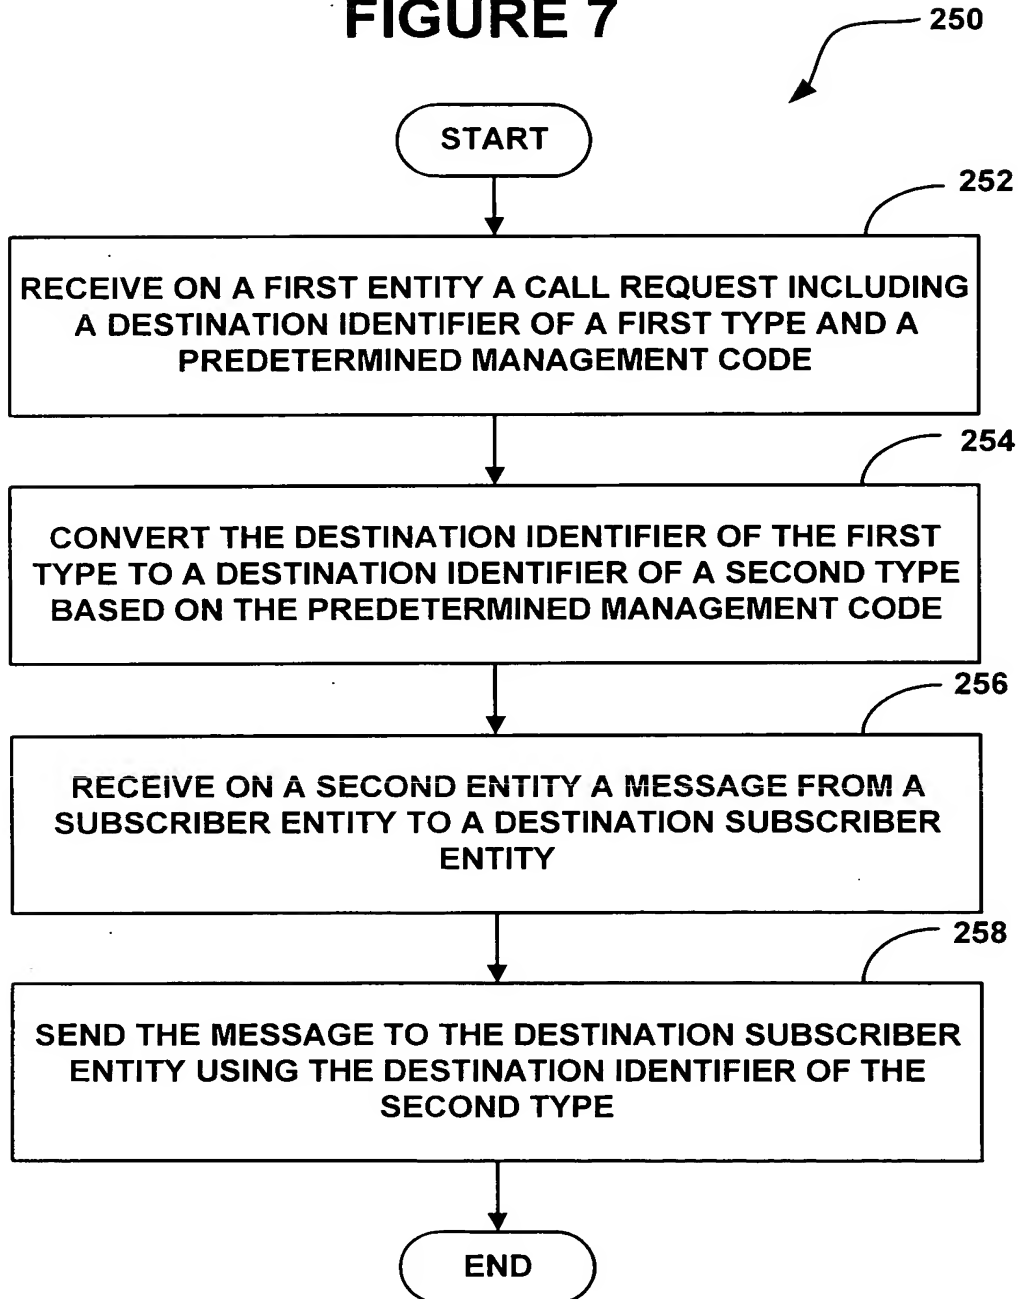 FIGURE 7
250
START
252
RECEIVE ON A FIRST ENTITY A CALL REQUEST INCLUDING
A DESTINATION IDENTIFIER OF A FIRST TYPE AND A
PREDETERMINED MANAGEMENT CODE
254
CONVERT THE DESTINATION IDENTIFIER OF THE FIRST
TYPE TO A DESTINATION IDENTIFIER OF A SECOND TYPE
BASED ON THE PREDETERMINED MANAGEMENT CODE
256
RECEIVE ON A SECOND ENTITY A MESSAGE FROM A
SUBSCRIBER ENTITY TO A DESTINATION SUBSCRIBER
ENTITY
258
SEND THE MESSAGE TO THE DESTINATION SUBSCRIBER
ENTITY USING THE DESTINATION IDENTIFIER OF THE
SECOND TYPE
END